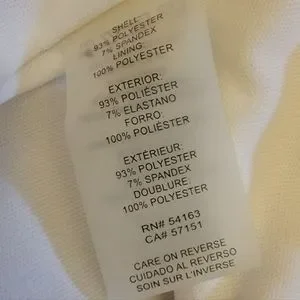 SHELL
93% POLYESTER
7% SPANDEX
LINING
100% POLYESTER
EXTERIOR:
93% POLIÉSTER
7% ELASTANO
FORRO:
100% POLIÉSTER
EXTÉRIEUR:
93% POLYESTER
7% SPANDEX
DOUBLURE:
100% POLYESTER
RN# 54163
CA# 57151
CARE ON REVERSE
CUIDADO AL REVERSO
SOIN SUR L'INVERSE